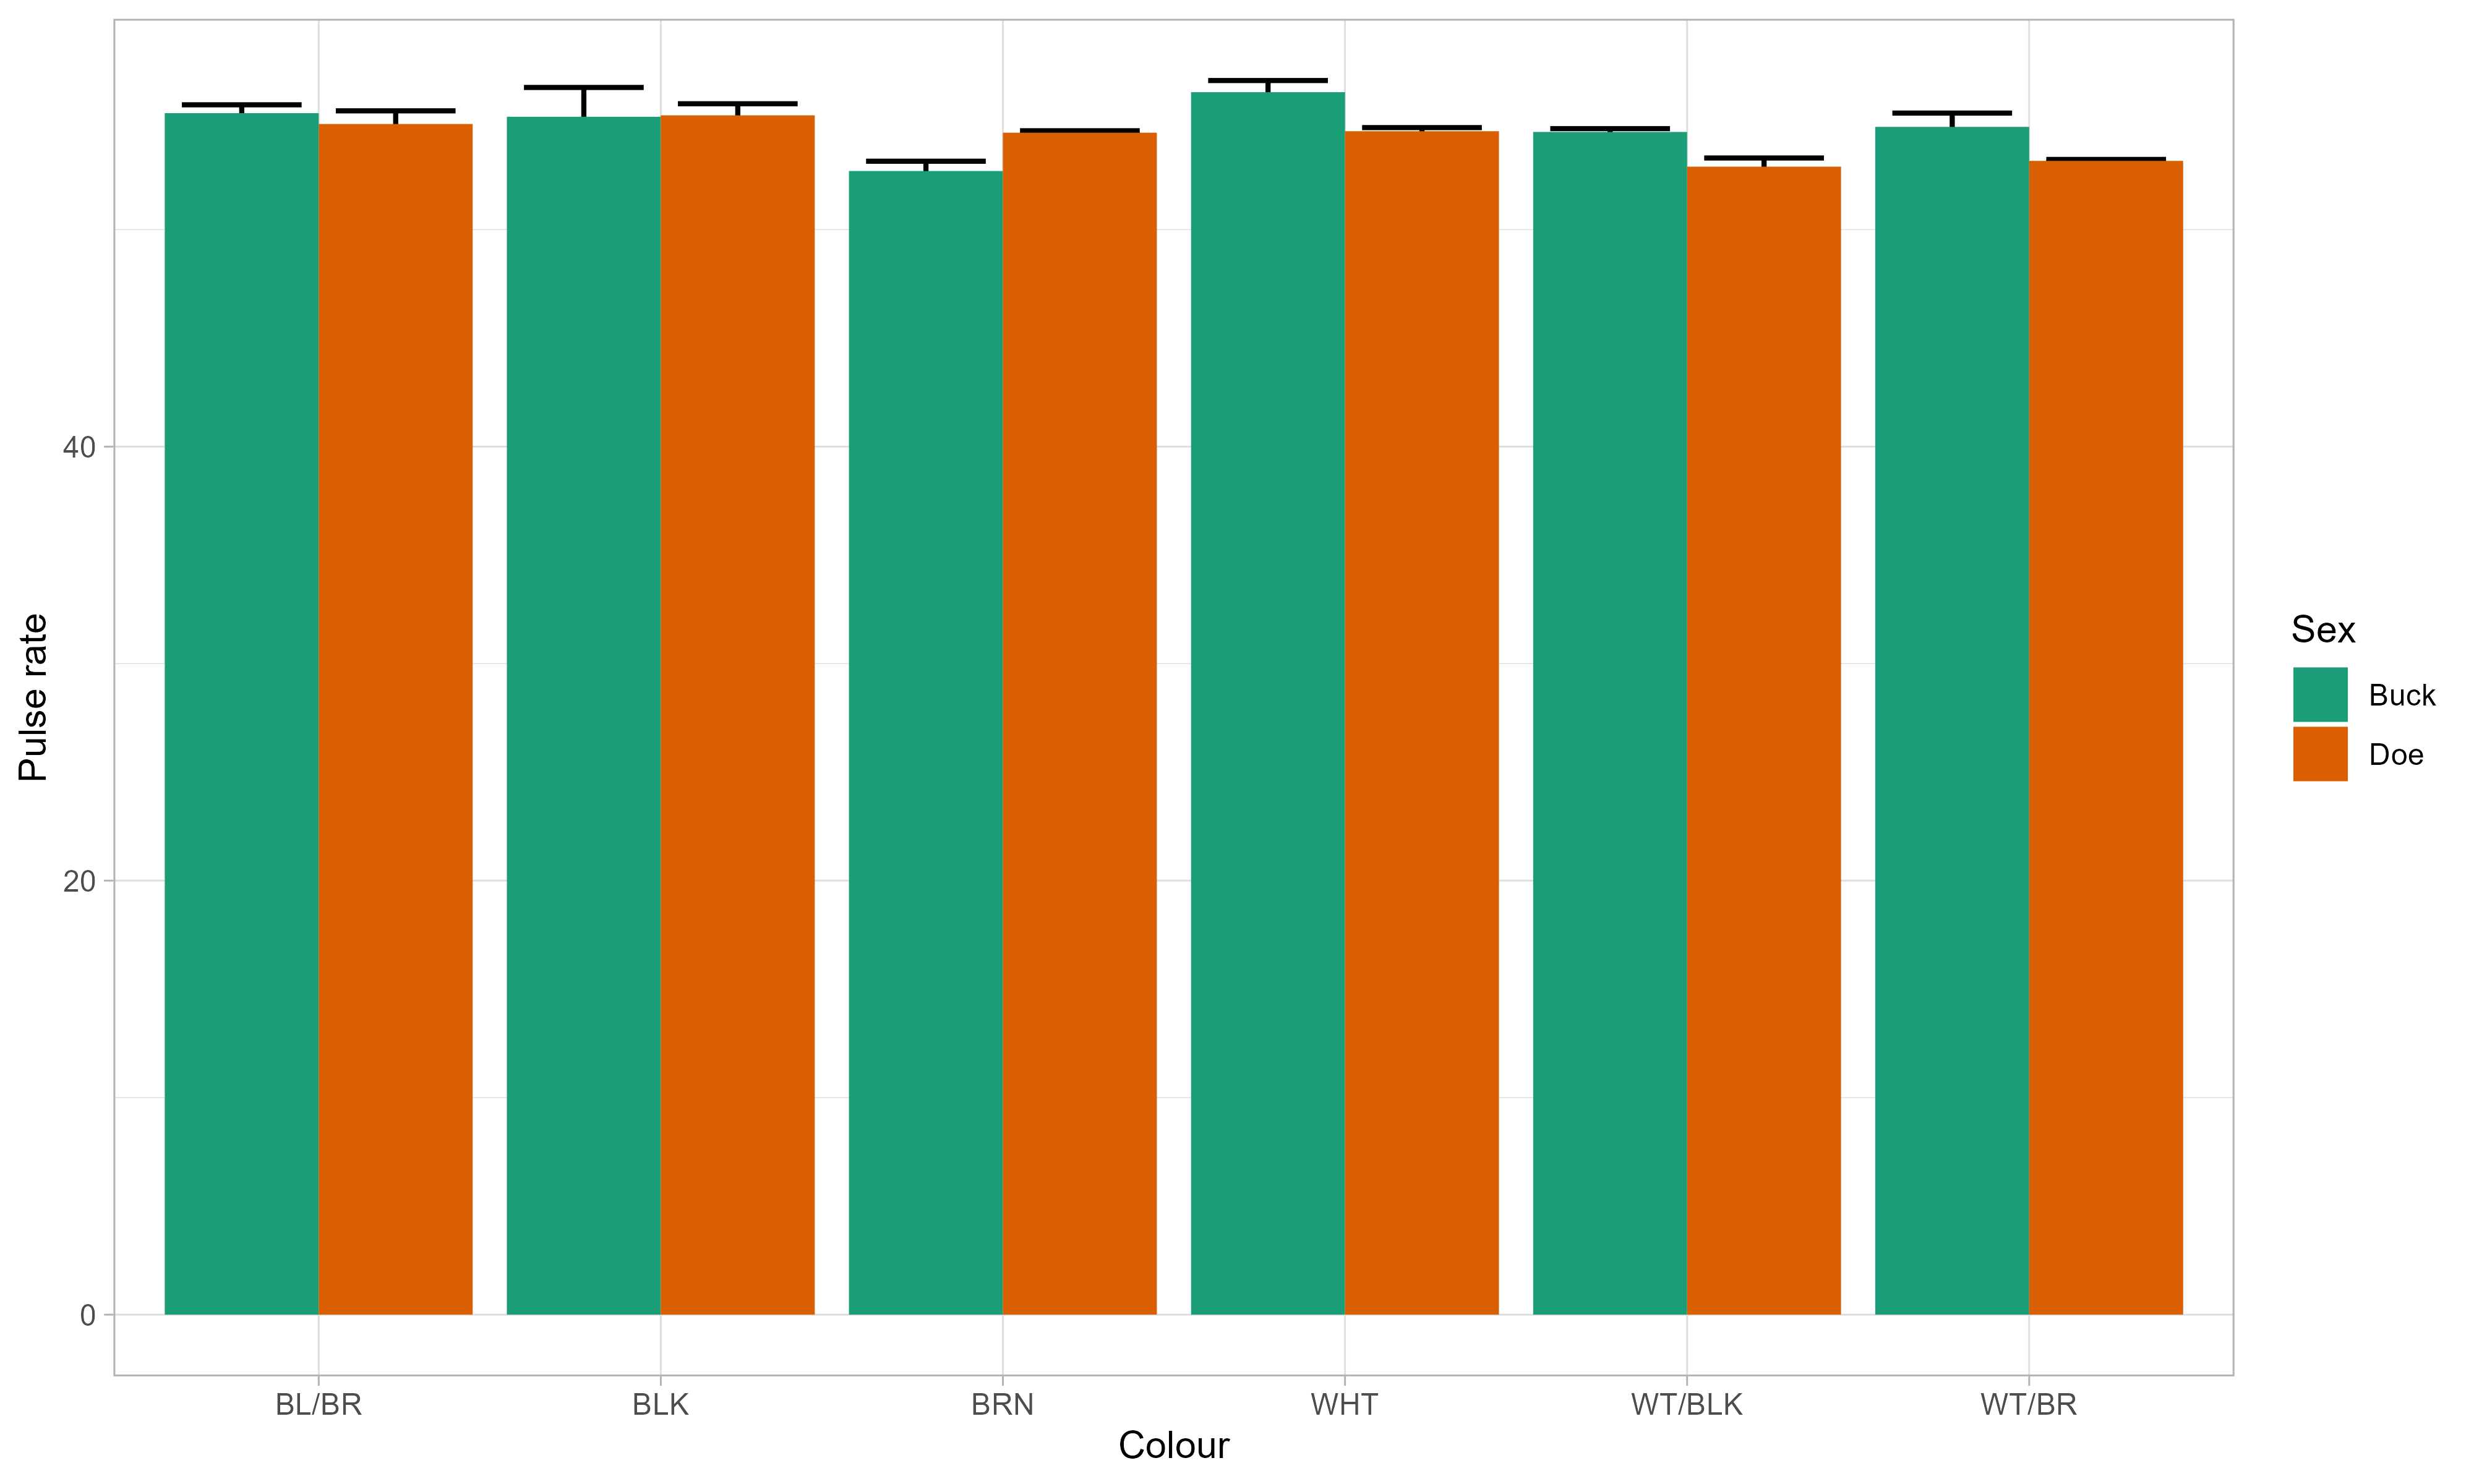 40
20
0
Pulse rate
BL/BR
BLK
BRN
WHT
WT/BLK
WT/BR
Colour
Sex
Buck
Doe